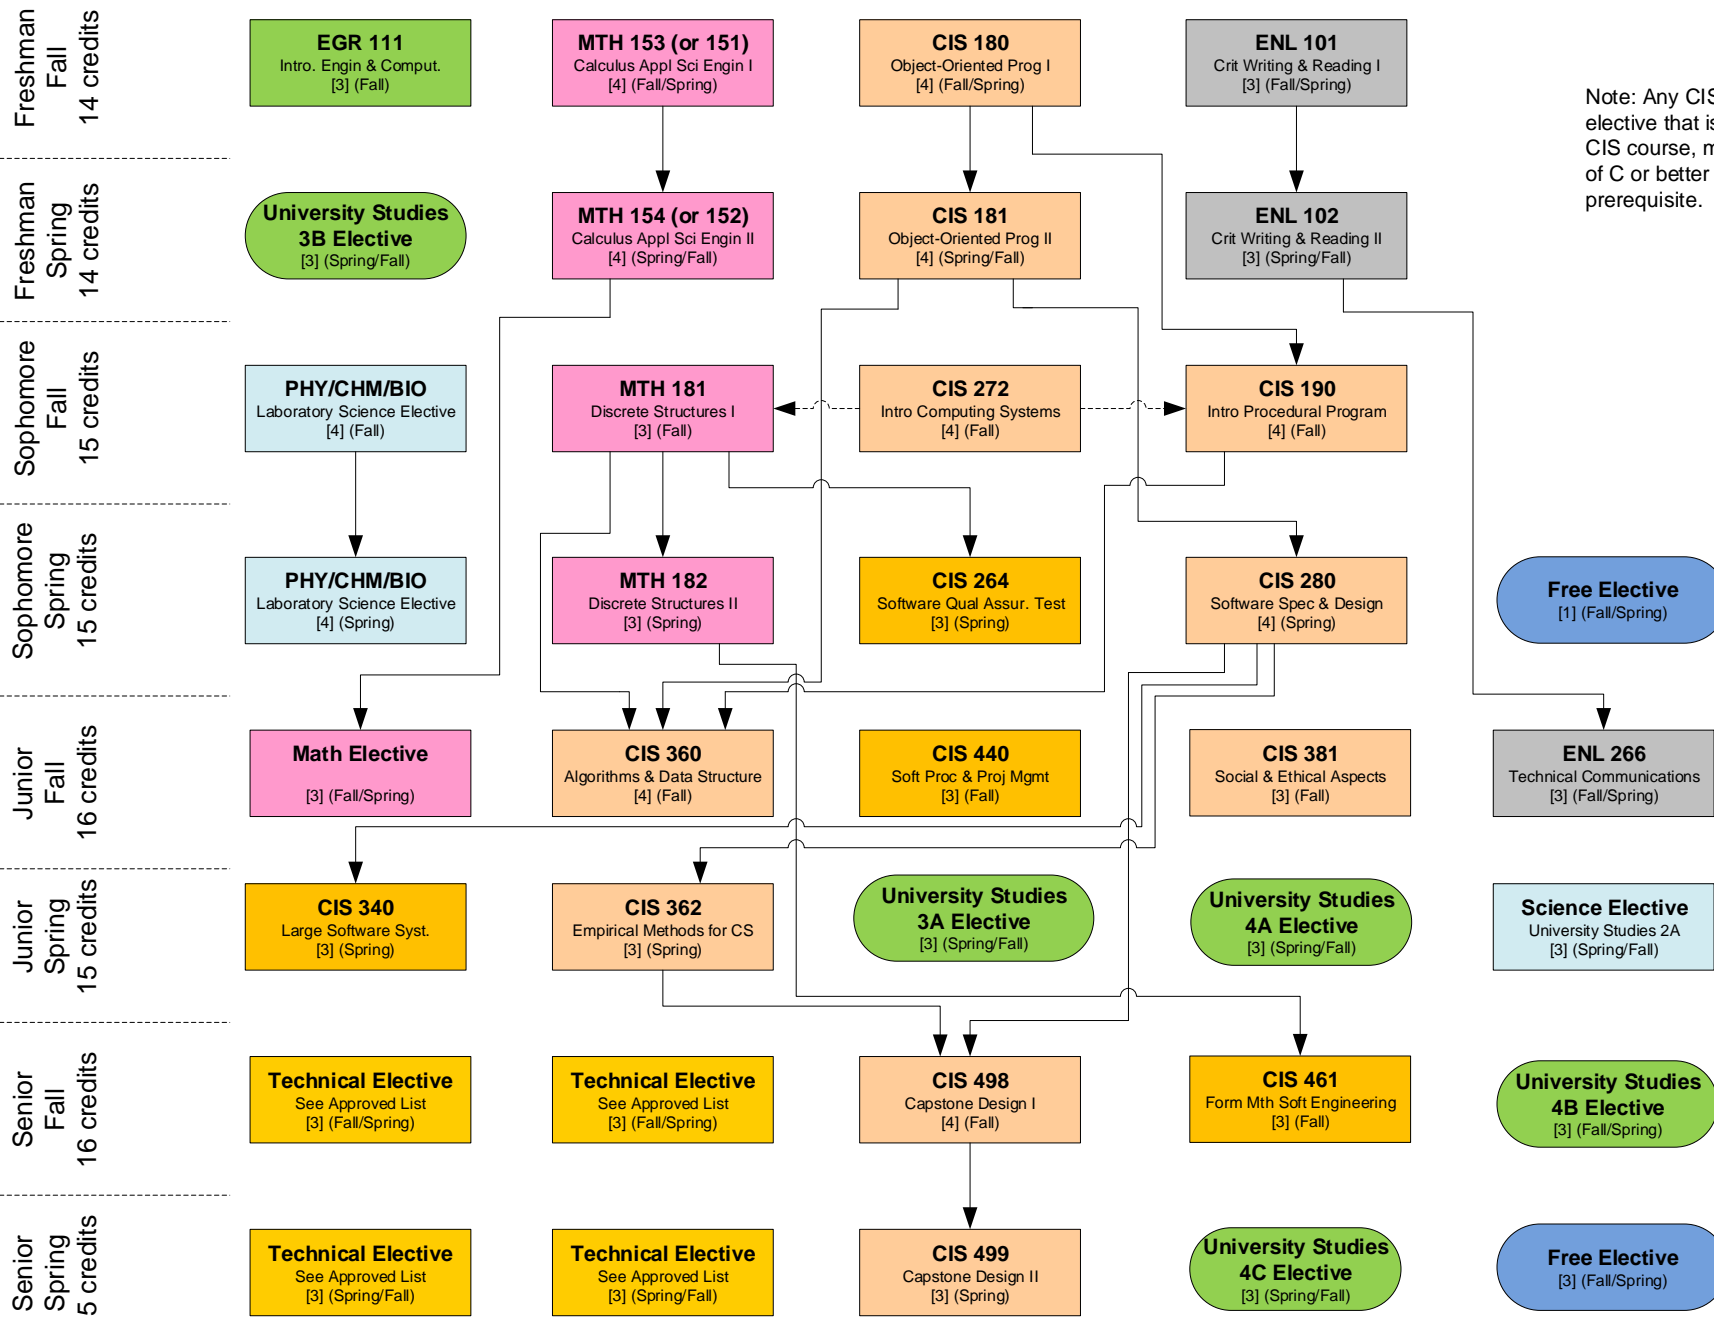 Freshman
Fall
14 credits
EGR 111
Intro. Engin & Comput.
[3] (Fall)
MTH 153 (or 151)
Calculus Appl Sci Engin I
[4] (Fall/Spring)
CIS 180
Object-Oriented Prog I
[4] (Fall/Spring)
ENL 101
Crit Writing & Reading I
[3] (Fall/Spring)
Note: Any CIS
elective that is
CIS course, m
of C or better
prerequisite.
Freshman
Spring
14 credits
University Studies
3B Elective
[3] (Spring/Fall)
MTH 154 (or 152)
Calculus Appl Sci Engin II
[4] (Spring/Fall)
CIS 181
Object-Oriented Prog II
[4] (Spring/Fall)
ENL 102
Crit Writing & Reading II
[3] (Spring/Fall)
Sophomore
Fall
15 credits
PHY/CHM/BIO
Laboratory Science Elective
[4] (Fall)
MTH 181
Discrete Structures I
[3] (Fall)
CIS 272
Intro Computing Systems
[4] (Fall)
CIS 190
Intro Procedural Program
[4] (Fall)
Sophomore
Spring
15 credits
PHY/CHM/BIO
Laboratory Science Elective
[4] (Spring)
MTH 182
Discrete Structures II
[3] (Spring)
CIS 264
Software Qual Assur. Test
[3] (Spring)
CIS 280
Software Spec & Design
[4] (Spring)
Free Elective
[1] (Fall/Spring)
Junior
Fall
16 credits
Math Elective
[3] (Fall/Spring)
CIS 360
Algorithms & Data Structure
[4] (Fall)
CIS 440
Soft Proc & Proj Mgmt
[3] (Fall)
CIS 381
Social & Ethical Aspects
[3] (Fall)
ENL 266
Technical Communications
[3] (Fall/Spring)
Junior
Spring
15 credits
CIS 340
Large Software Syst.
[3] (Spring)
CIS 362
Empirical Methods for CS
[3] (Spring)
University Studies
3A Elective
[3] (Spring/Fall)
University Studies
4A Elective
[3] (Spring/Fall)
Science Elective
University Studies 2A
[3] (Spring/Fall)
Senior
Fall
16 credits
Technical Elective
See Approved List
[3] (Fall/Spring)
Technical Elective
See Approved List
[3] (Fall/Spring)
CIS 498
Capstone Design I
[4] (Fall)
CIS 461
Form Mth Soft Engineering
[3] (Fall)
University Studies
4B Elective
[3] (Fall/Spring)
Senior
Spring
5 credits
Technical Elective
See Approved List
[3] (Spring/Fall)
Technical Elective
See Approved List
[3] (Spring/Fall)
CIS 499
Capstone Design II
[3] (Spring)
University Studies
4C Elective
[3] (Spring/Fall)
Free Elective
[3] (Fall/Spring)